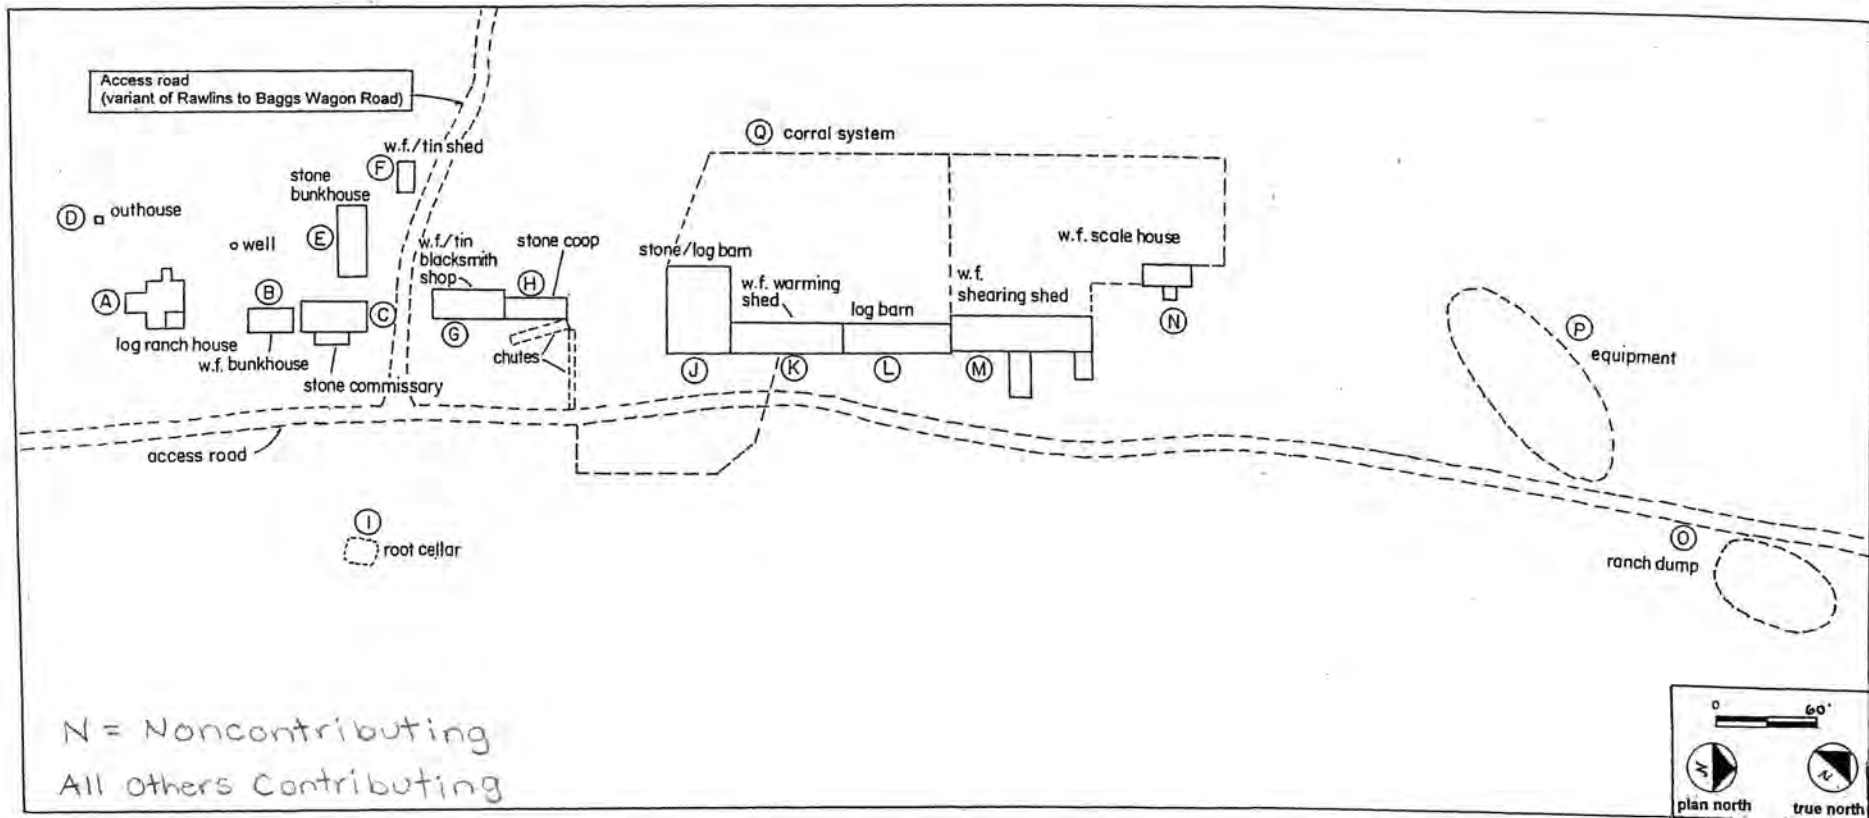 Access road
(variant of Rawlins to Baggs Wagon Road)
Q corral system
w.f./tin shed
F
stone
bunkhouse
D outhouse
E
well
w.f./tin
blacksmith
shop
stone coop
H
stone/log barn
w.f. scale house
w.f. warming
shed
log barn
w.f.
shearing shed
A
B
C
G
N
P
equipment
log ranch house
w.f. bunkhouse
stone commissary
chutes
J
K
L
M
access road
I
root cellar
O
ranch dump
N = Noncontributing
All Others Contributing
0 60'
N
N
plan north
true north